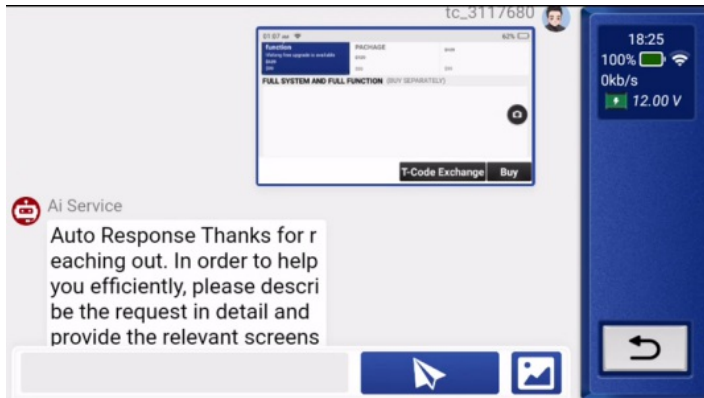 tc_3117680
01:07 AM
62%
Function
PACHAGE
FULL SYSTEM AND FULL FUNCTION (BUY SEPARATELY)
T-Code Exchange
Buy
Ai Service
Auto Response Thanks for r
eaching out. In order to help
you efficiently, please descri
be the request in detail and
provide the relevant screens
18:25
100%
0kb/s
12.00 V